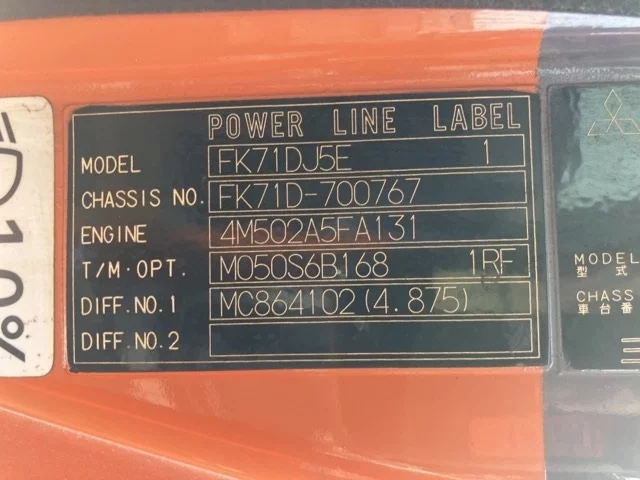 POWER LINE LABEL
MODEL FK71DJ5E 1
CHASSIS NO. FK71D-700767
ENGINE 4M502A5FA131
T/M·OPT. M050S6B168 1RF
DIFF.NO.1 MC864102(4.875)
DIFF.NO.2
MODEL
型式
CHASS
車台番